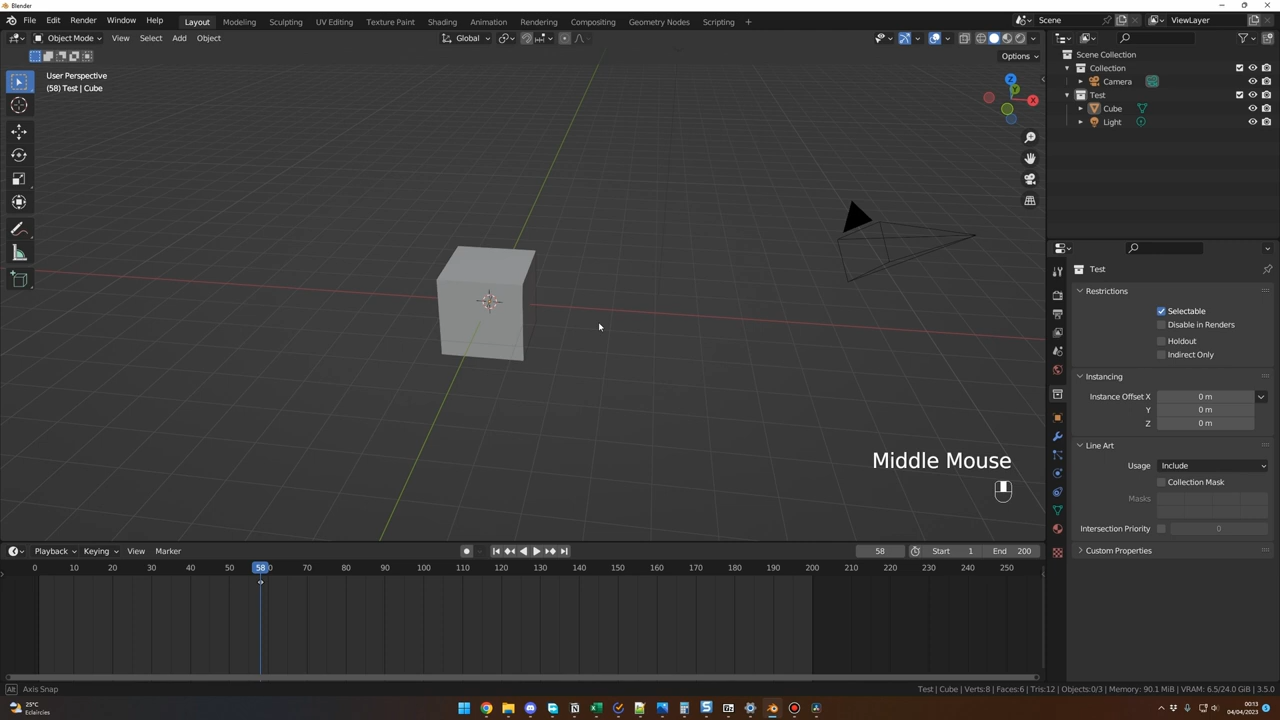 Blender
File Edit Render Window Help Layout Modeling Sculpting UV Editing Texture Paint Shading Animation Rendering Compositing Geometry Nodes Scripting + Scene ViewLayer
Object Mode View Select Add Object Global
Options
User Perspective
(58) Test | Cube
Z
Y
X
Scene Collection
Collection
Camera
Test
Cube
Light
Test
Restrictions
Selectable
Disable in Renders
Holdout
Indirect Only
Instancing
Instance Offset X 0 m
Y 0 m
Z 0 m
Line Art
Usage Include
Collection Mask
Masks
Intersection Priority 0
Custom Properties
Middle Mouse
Playback Keying View Marker 58 Start 1 End 200
0 10 20 30 40 50 58 70 80 90 100 110 120 130 140 150 160 170 180 190 200 210 220 230 240 250
Alt Axis Snap Test | Cube | Verts:8 | Faces:6 | Tris:12 | Objects:0/3 | Memory: 90.1 MiB | VRAM: 6.5/24.0 GiB | 3.5.0
25°C
Eclaircies
00:13
04/04/2023